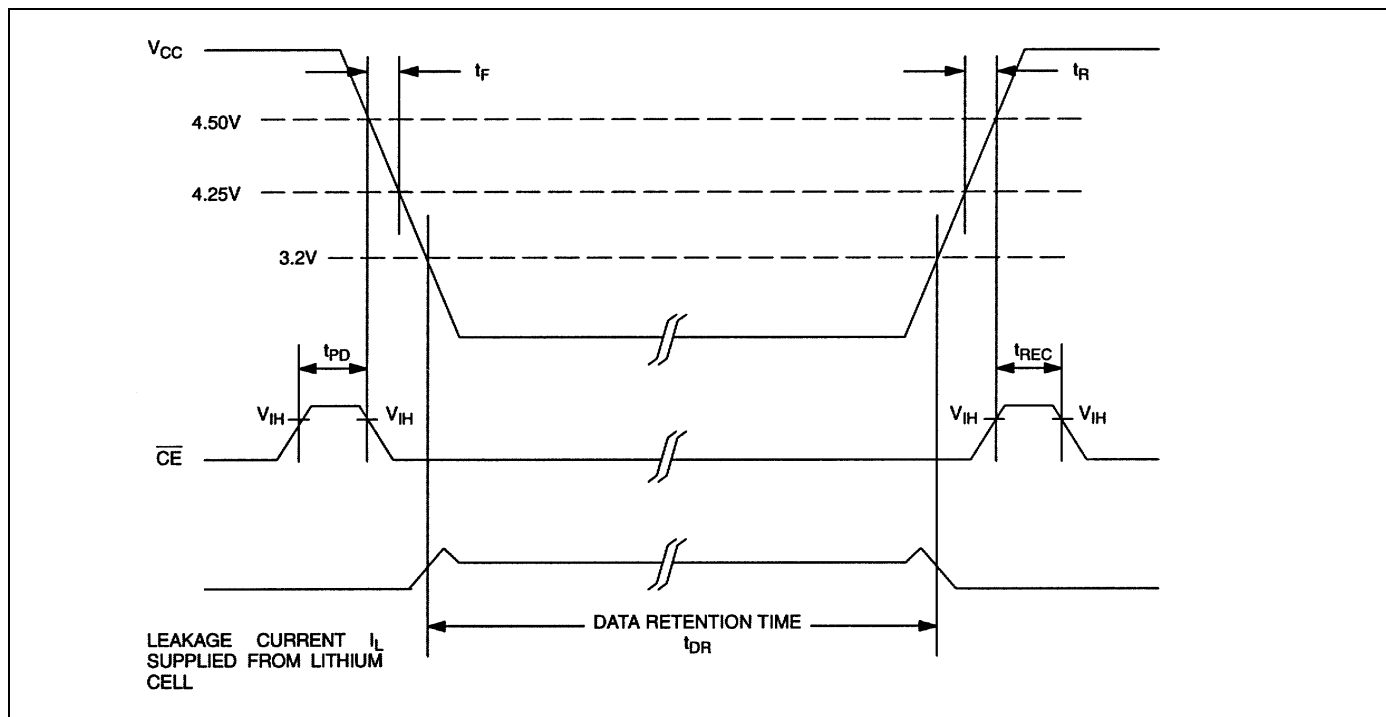 VCC
tF
tR
4.50V
4.25V
3.2V
tPD
tREC
VIH
VIH
VIH
VIH
CE
DATA RETENTION TIME
tDR
LEAKAGE CURRENT IL
SUPPLIED FROM LITHIUM
CELL